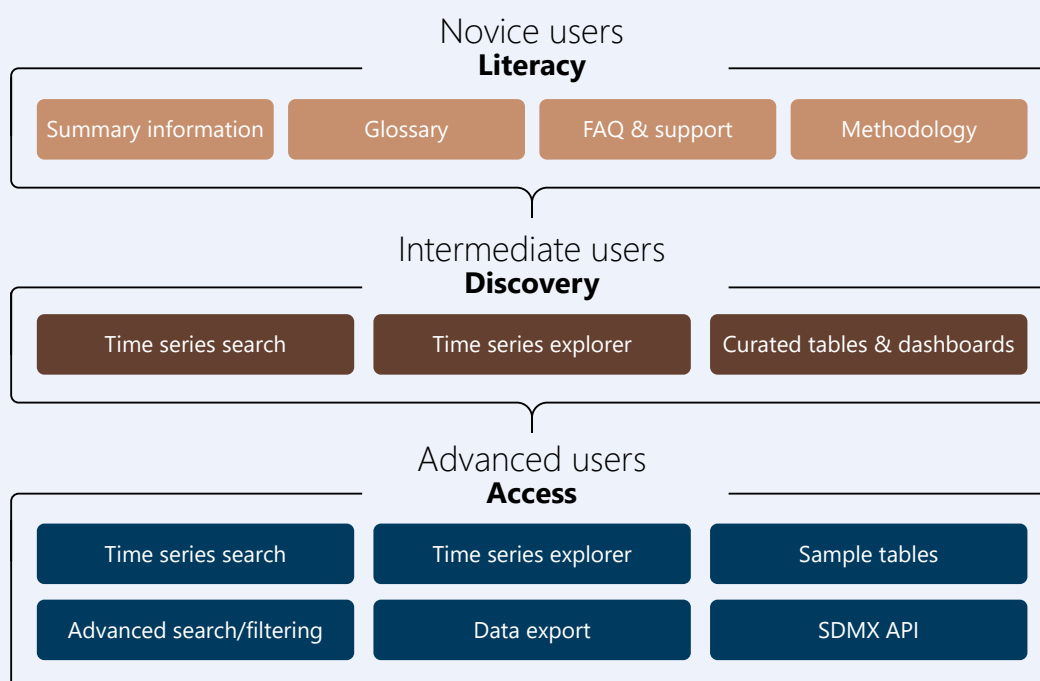 Novice users
Literacy
Summary information
Glossary
FAQ & support
Methodology
Intermediate users
Discovery
Time series search
Time series explorer
Curated tables & dashboards
Advanced users
Access
Time series search
Time series explorer
Sample tables
Advanced search/filtering
Data export
SDMX API